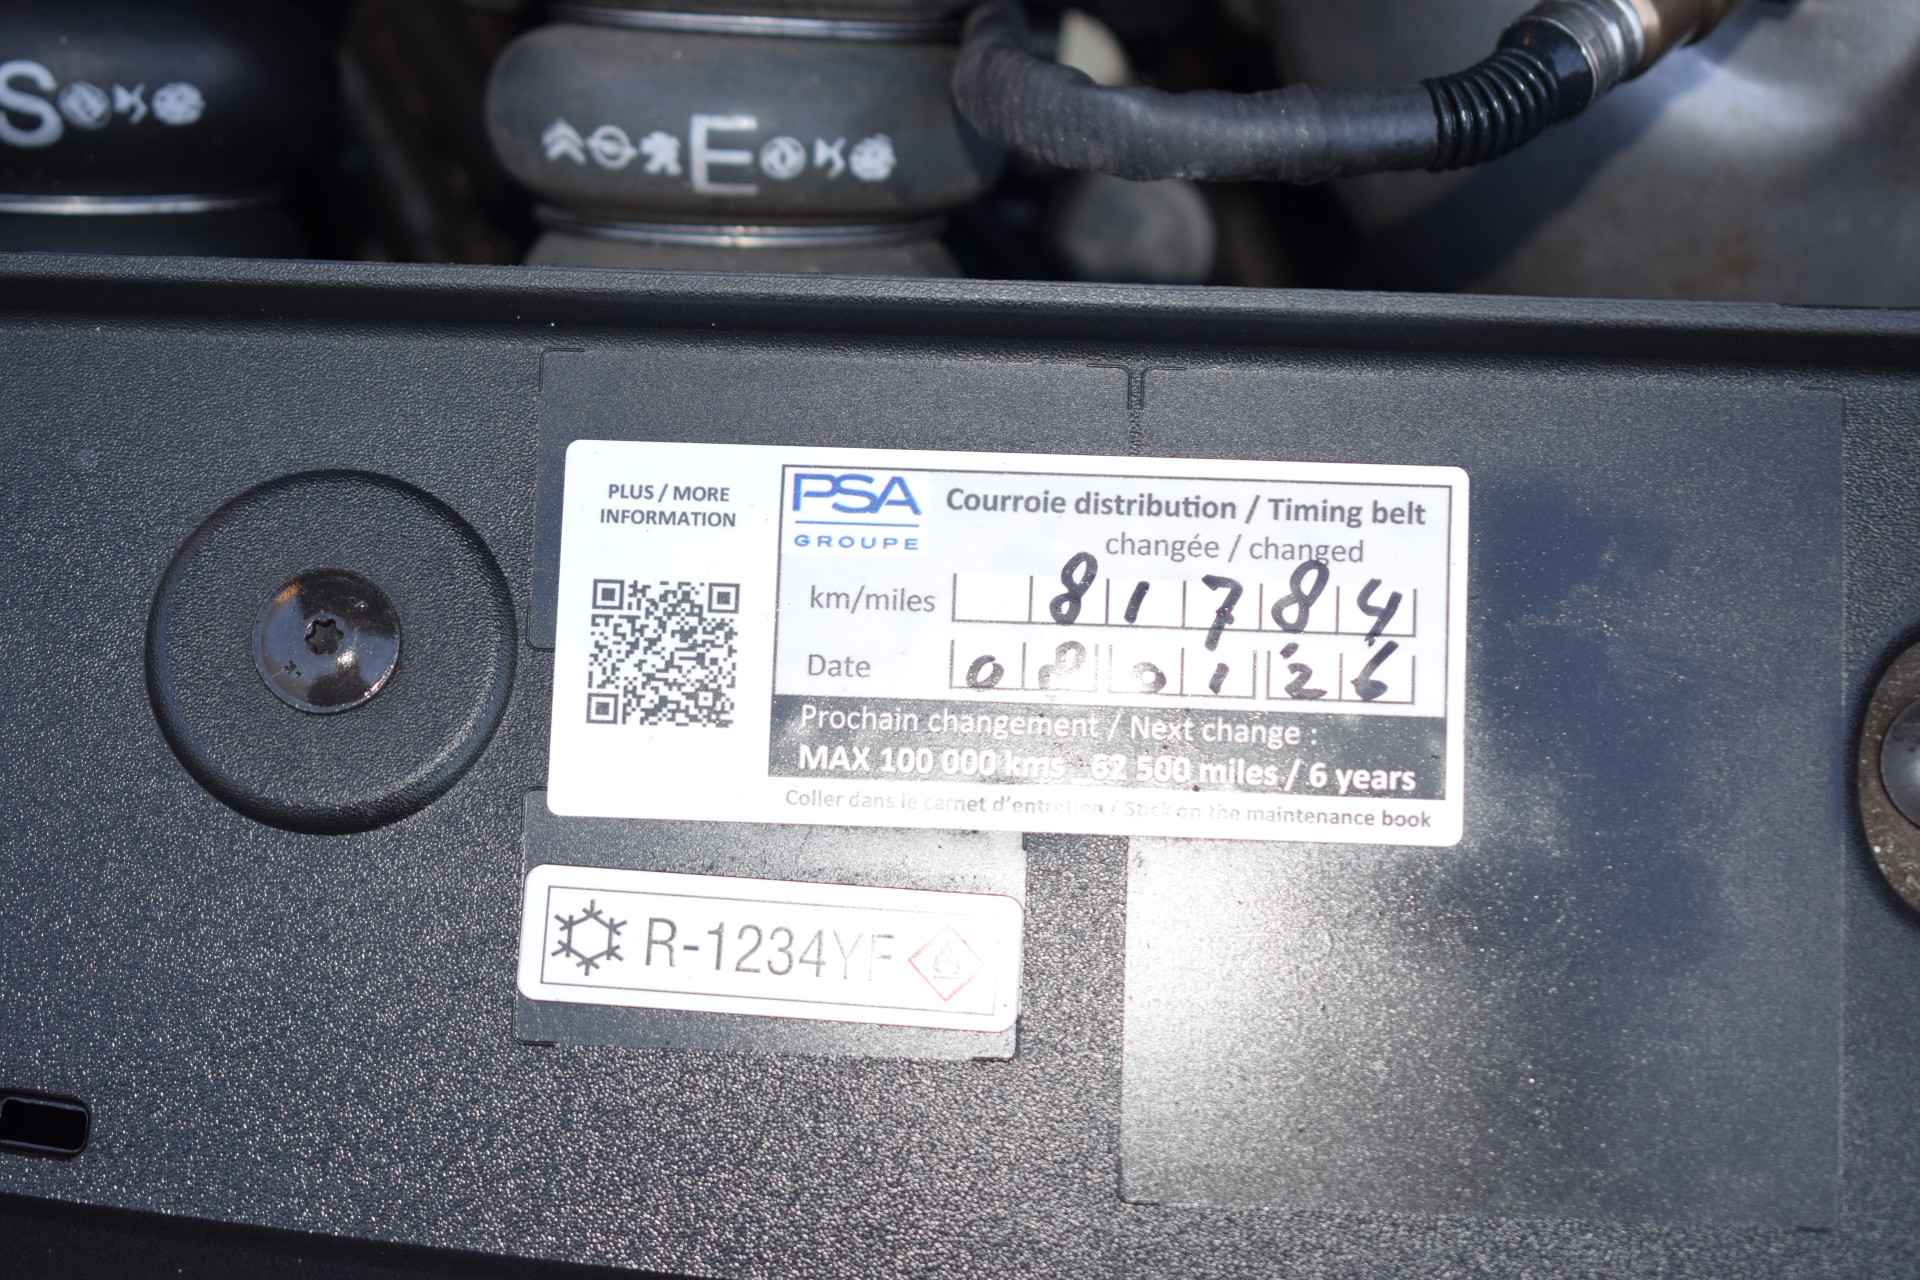 S
E
PLUS / MORE
INFORMATION
PSA
GROUPE
Courroie distribution / Timing belt
changée / changed
km/miles 81784
Date 08 01 26
Prochain changement / Next change :
MAX 100 000 kms 62 500 miles / 6 years
Coller dans le carnet d'entretien / Stick on the maintenance book
R-1234YF